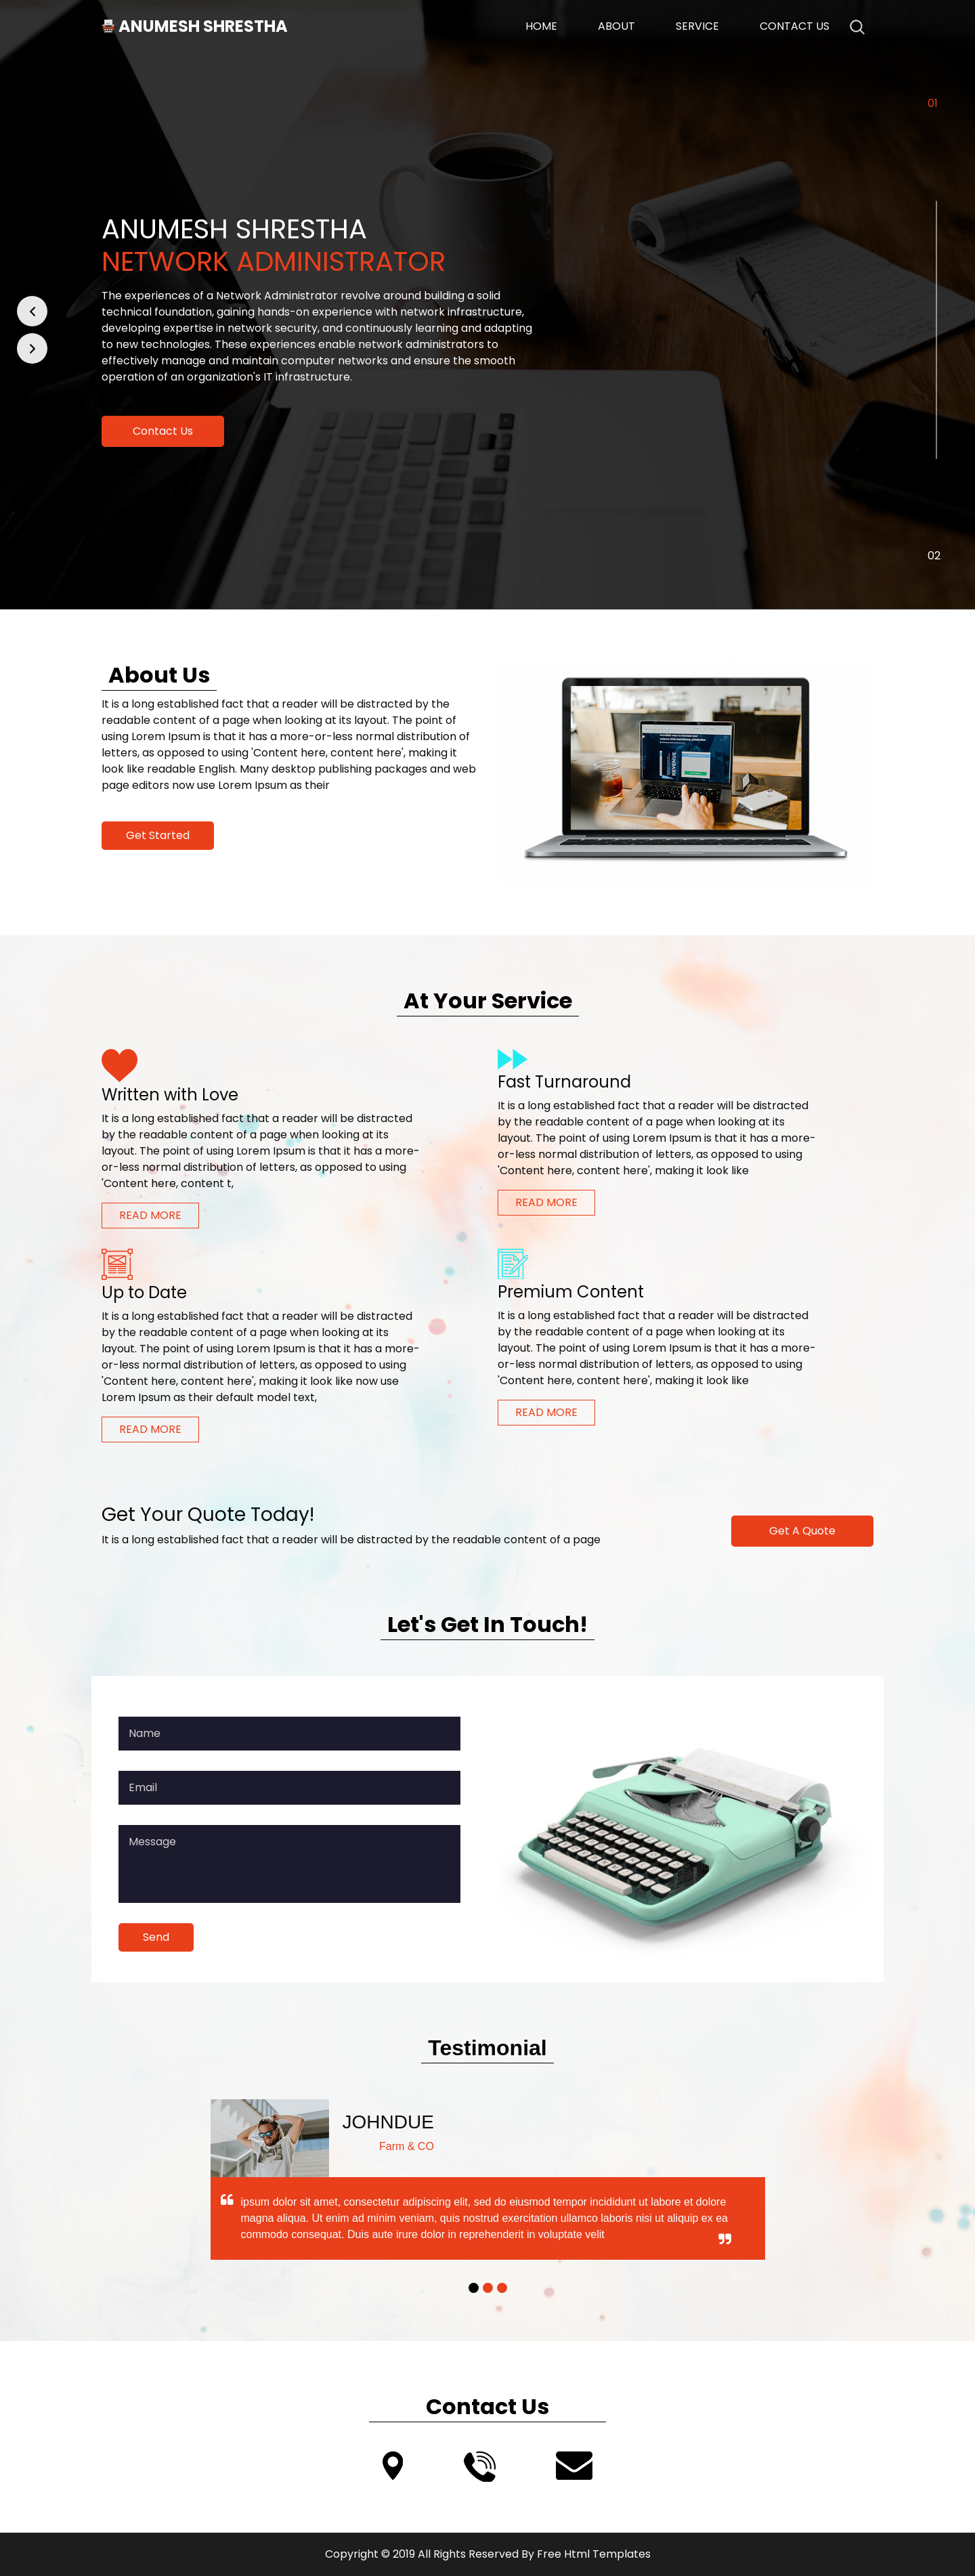 ANUMESH SHRESTHA
HOME
ABOUT
SERVICE
CONTACT US
01
ANUMESH SHRESTHA
NETWORK ADMINISTRATOR
The experiences of a Network Administrator revolve around building a solid
technical foundation, gaining hands-on experience with network infrastructure,
developing expertise in network security, and continuously learning and adapting
to new technologies. These experiences enable network administrators to
effectively manage and maintain computer networks and ensure the smooth
operation of an organization's IT infrastructure.
Contact Us
02
About Us
It is a long established fact that a reader will be distracted by the
readable content of a page when looking at its layout. The point of
using Lorem Ipsum is that it has a more-or-less normal distribution of
letters, as opposed to using 'Content here, content here', making it
look like readable English. Many desktop publishing packages and web
page editors now use Lorem Ipsum as their
Get Started
At Your Service
Written with Love
It is a long established fact that a reader will be distracted
by the readable content of a page when looking at its
layout. The point of using Lorem Ipsum is that it has a more-
or-less normal distribution of letters, as opposed to using
'Content here, content t,
READ MORE
Fast Turnaround
It is a long established fact that a reader will be distracted
by the readable content of a page when looking at its
layout. The point of using Lorem Ipsum is that it has a more-
or-less normal distribution of letters, as opposed to using
'Content here, content here', making it look like
READ MORE
Up to Date
It is a long established fact that a reader will be distracted
by the readable content of a page when looking at its
layout. The point of using Lorem Ipsum is that it has a more-
or-less normal distribution of letters, as opposed to using
'Content here, content here', making it look like now use
Lorem Ipsum as their default model text,
READ MORE
Premium Content
It is a long established fact that a reader will be distracted
by the readable content of a page when looking at its
layout. The point of using Lorem Ipsum is that it has a more-
or-less normal distribution of letters, as opposed to using
'Content here, content here', making it look like
READ MORE
Get Your Quote Today!
It is a long established fact that a reader will be distracted by the readable content of a page
Get A Quote
Let's Get In Touch!
Name
Email
Message
Send
Testimonial
JOHNDUE
Farm & CO
ipsum dolor sit amet, consectetur adipiscing elit, sed do eiusmod tempor incididunt ut labore et dolore
magna aliqua. Ut enim ad minim veniam, quis nostrud exercitation ullamco laboris nisi ut aliquip ex ea
commodo consequat. Duis aute irure dolor in reprehenderit in voluptate velit
Contact Us
Copyright © 2019 All Rights Reserved By Free Html Templates